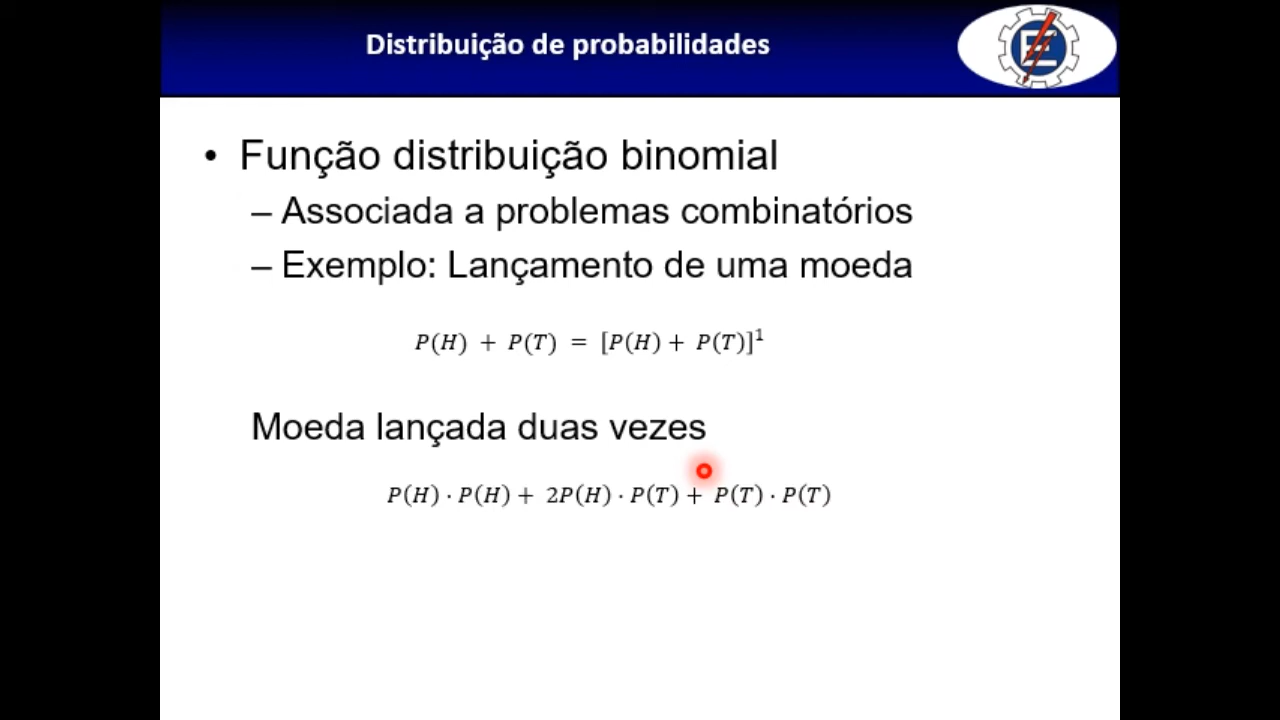 Distribuição de probabilidades
• Função distribuição binomial
– Associada a problemas combinatórios
– Exemplo: Lançamento de uma moeda
P(H) + P(T) = [P(H) + P(T)]¹
Moeda lançada duas vezes
P(H) · P(H) + 2P(H) · P(T) + P(T) · P(T)